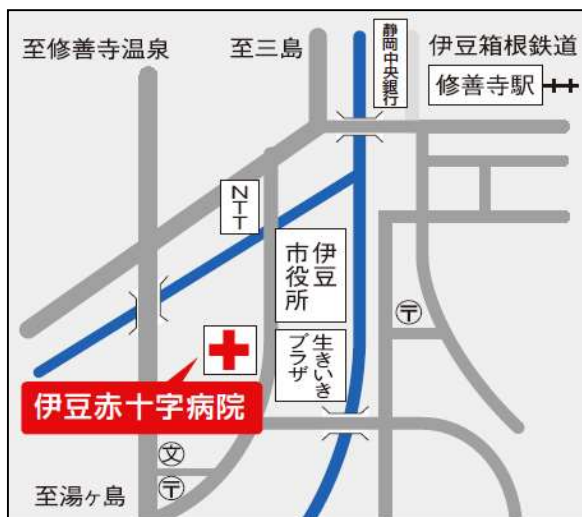 至修善寺温泉
至三島
静岡中央銀行
伊豆箱根鉄道
修善寺駅
NTT
伊豆
市役所
生きいき
プラザ
〒
伊豆赤十字病院
文
〒
至湯ヶ島